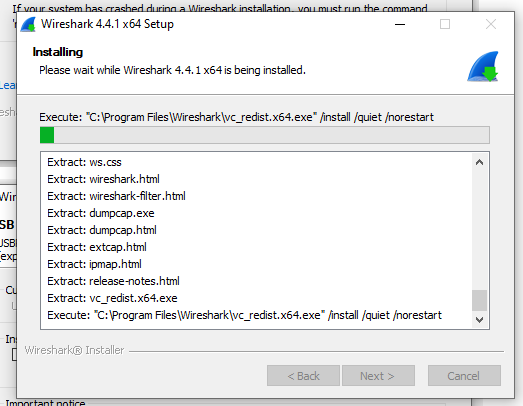 If your system has crashed during a Wireshark installation, you must run the command
Wireshark 4.4.1 x64 Setup
Installing
Please wait while Wireshark 4.4.1 x64 is being installed.
Execute: "C:\Program Files\Wireshark\vc_redist.x64.exe" /install /quiet /norestart
Extract: ws.css
Extract: wireshark.html
Extract: wireshark-filter.html
Extract: dumpcap.exe
Extract: dumpcap.html
Extract: extcap.html
Extract: ipmap.html
Extract: release-notes.html
Extract: vc_redist.x64.exe
Execute: "C:\Program Files\Wireshark\vc_redist.x64.exe" /install /quiet /norestart
Wireshark® Installer
< Back
Next >
Cancel
Important notice